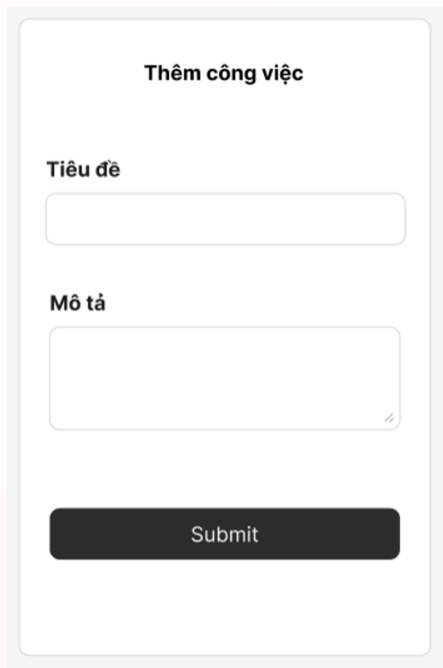 Thêm công việc
Tiêu đề
Mô tả
Submit